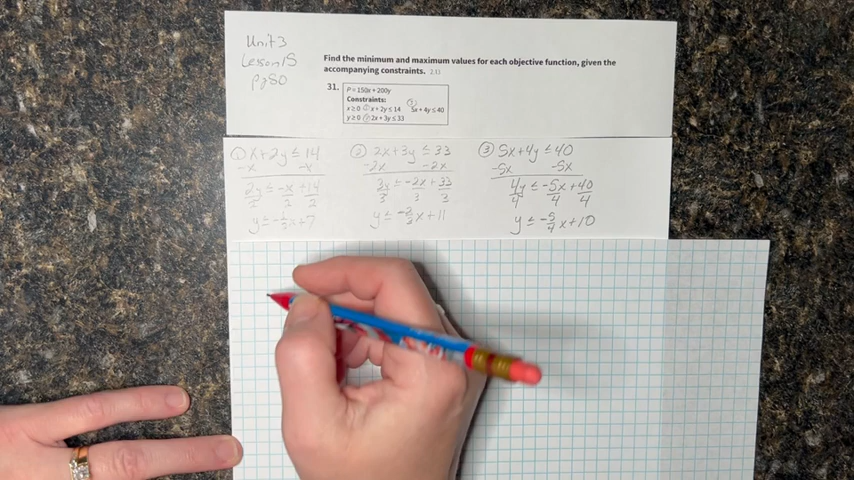 Unit 3
Lesson 15
pg 80
Find the minimum and maximum values for each objective function, given the
accompanying constraints. 2.13
31.
P = 150x + 200y
Constraints:
x ≥ 0 ① x + 2y ≤ 14 ③ 5x + 4y ≤ 40
y ≥ 0 ② 2x + 3y ≤ 33
① x+2y ≤ 14
-x -x
2y ≤ -x +14
2 2 2
y ≤ -1/2x+7
② 2x+3y ≤ 33
-2x -2x
3y ≤ -2x+33
3 3 3
y ≤ -2/3x+11
③ 5x+4y ≤ 40
-5x -5x
4y ≤ -5x+40
4 4 4
y ≤ -5/4x+10